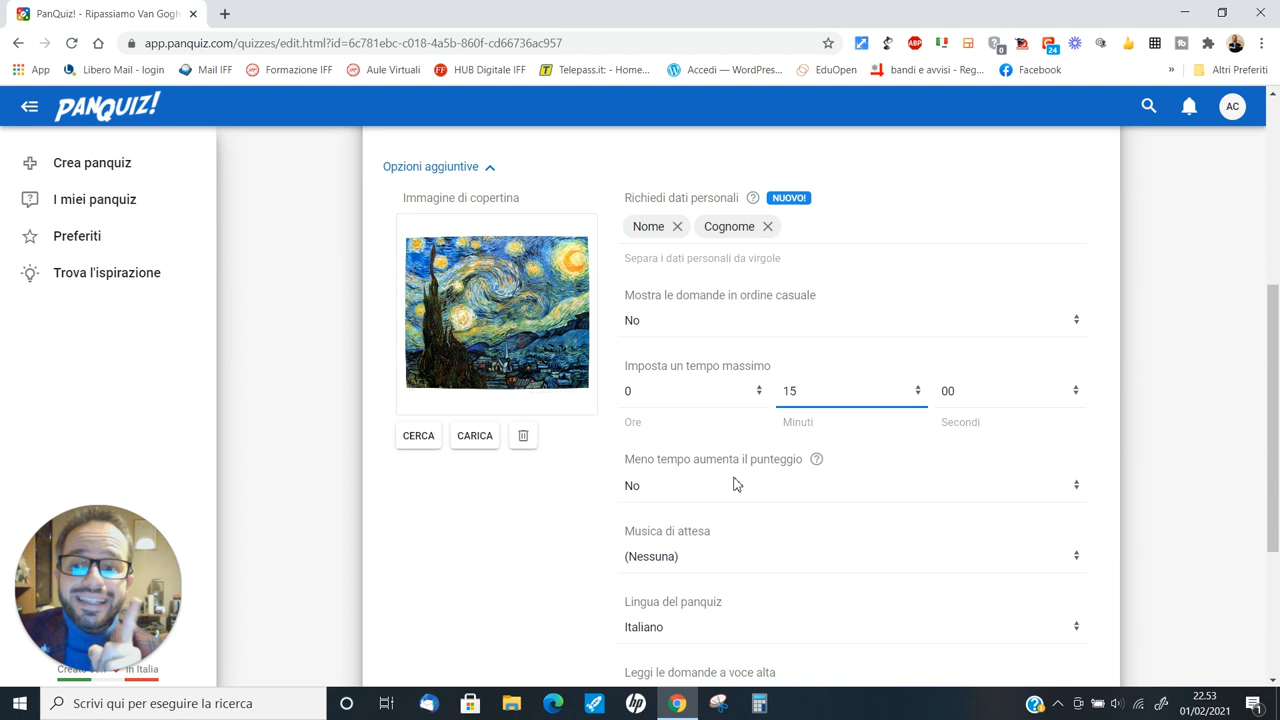 PanQuiz! - Ripassiamo Van Gogh
app.panquiz.com/quizzes/edit.html?id=6c781ebc-c018-4a5b-860f-cd66736ac957
ABP
0
24
App
Libero Mail - login
Mail IFF
Formazione IFF
Aule Virtuali
HUB Digitale IFF
Telepass.it: - Home...
Accedi — WordPress...
EduOpen
bandi e avvisi - Reg...
Facebook
»
Altri Preferiti
PANQUIZ!
AC
Crea panquiz
I miei panquiz
Preferiti
Trova l'ispirazione
Opzioni aggiuntive
Immagine di copertina
CERCA
CARICA
Richiedi dati personali
NUOVO!
Nome
Cognome
Separa i dati personali da virgole
Mostra le domande in ordine casuale
No
Imposta un tempo massimo
0
15
00
Ore
Minuti
Secondi
Meno tempo aumenta il punteggio
No
Musica di attesa
(Nessuna)
Lingua del panquiz
Italiano
Leggi le domande a voce alta
in Italia
Scrivi qui per eseguire la ricerca
22.53
01/02/2021
1